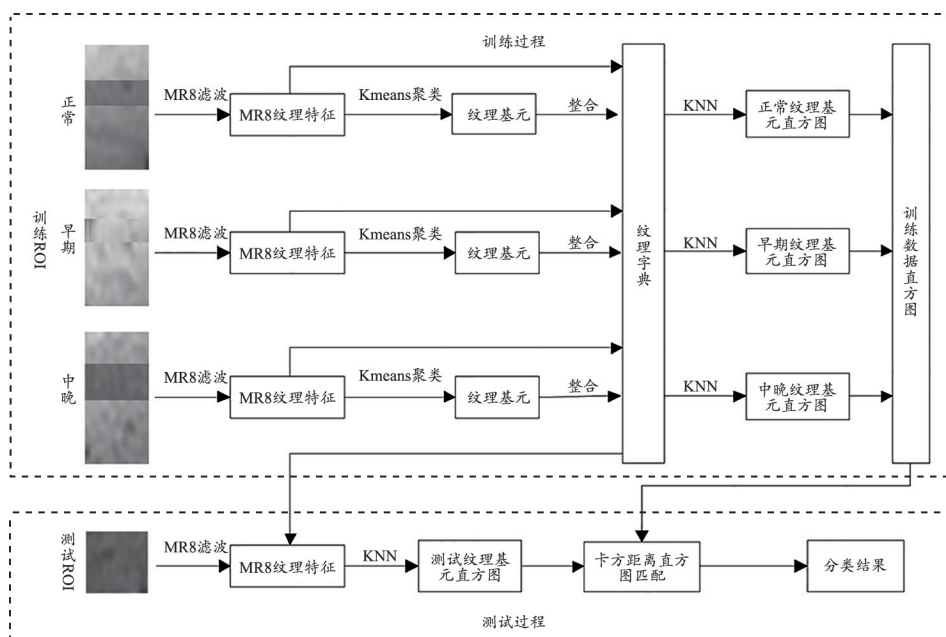 训练过程
训练ROI
正常
MR8滤波
MR8纹理特征
Kmeans聚类
纹理基元
整合
KNN
正常纹理基
元直方图
早期
MR8滤波
MR8纹理特征
Kmeans聚类
纹理基元
整合
纹理字典
KNN
早期纹理基
元直方图
训练数据直方图
中晚
MR8滤波
MR8纹理特征
Kmeans聚类
纹理基元
整合
KNN
中晚纹理基
元直方图
测试ROI
MR8滤波
MR8纹理特征
KNN
测试纹理基
元直方图
卡方距离直方
图匹配
分类结果
测试过程